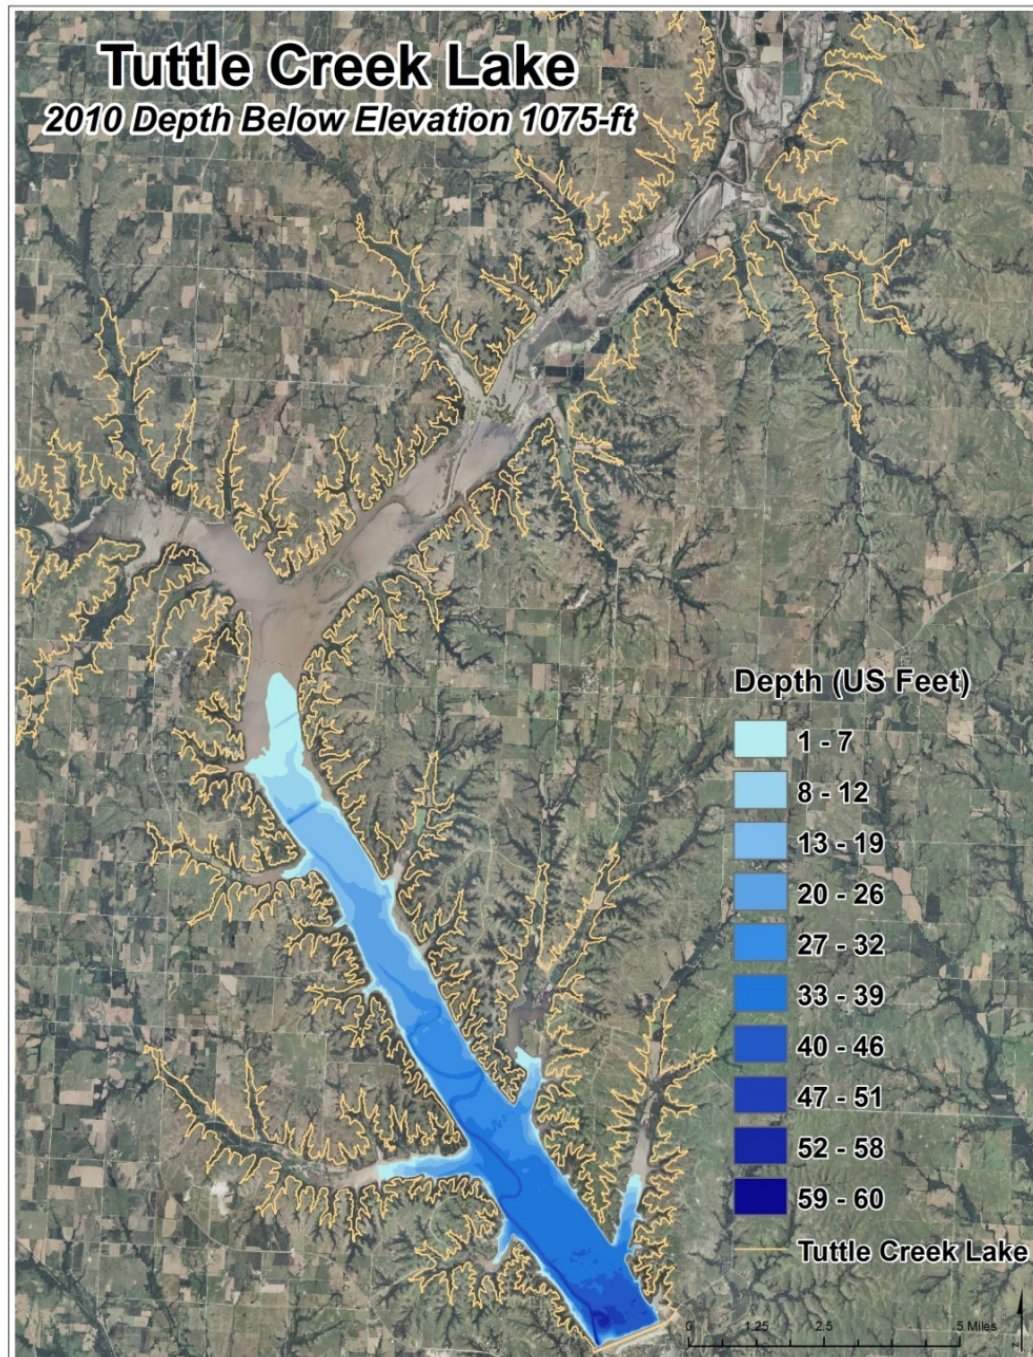 Tuttle Creek Lake
2010 Depth Below Elevation 1075-ft
Depth (US Feet)
1 - 7
8 - 12
13 - 19
20 - 26
27 - 32
33 - 39
40 - 46
47 - 51
52 - 58
59 - 60
Tuttle Creek Lake
0 1.25 2.5 5 Miles
N